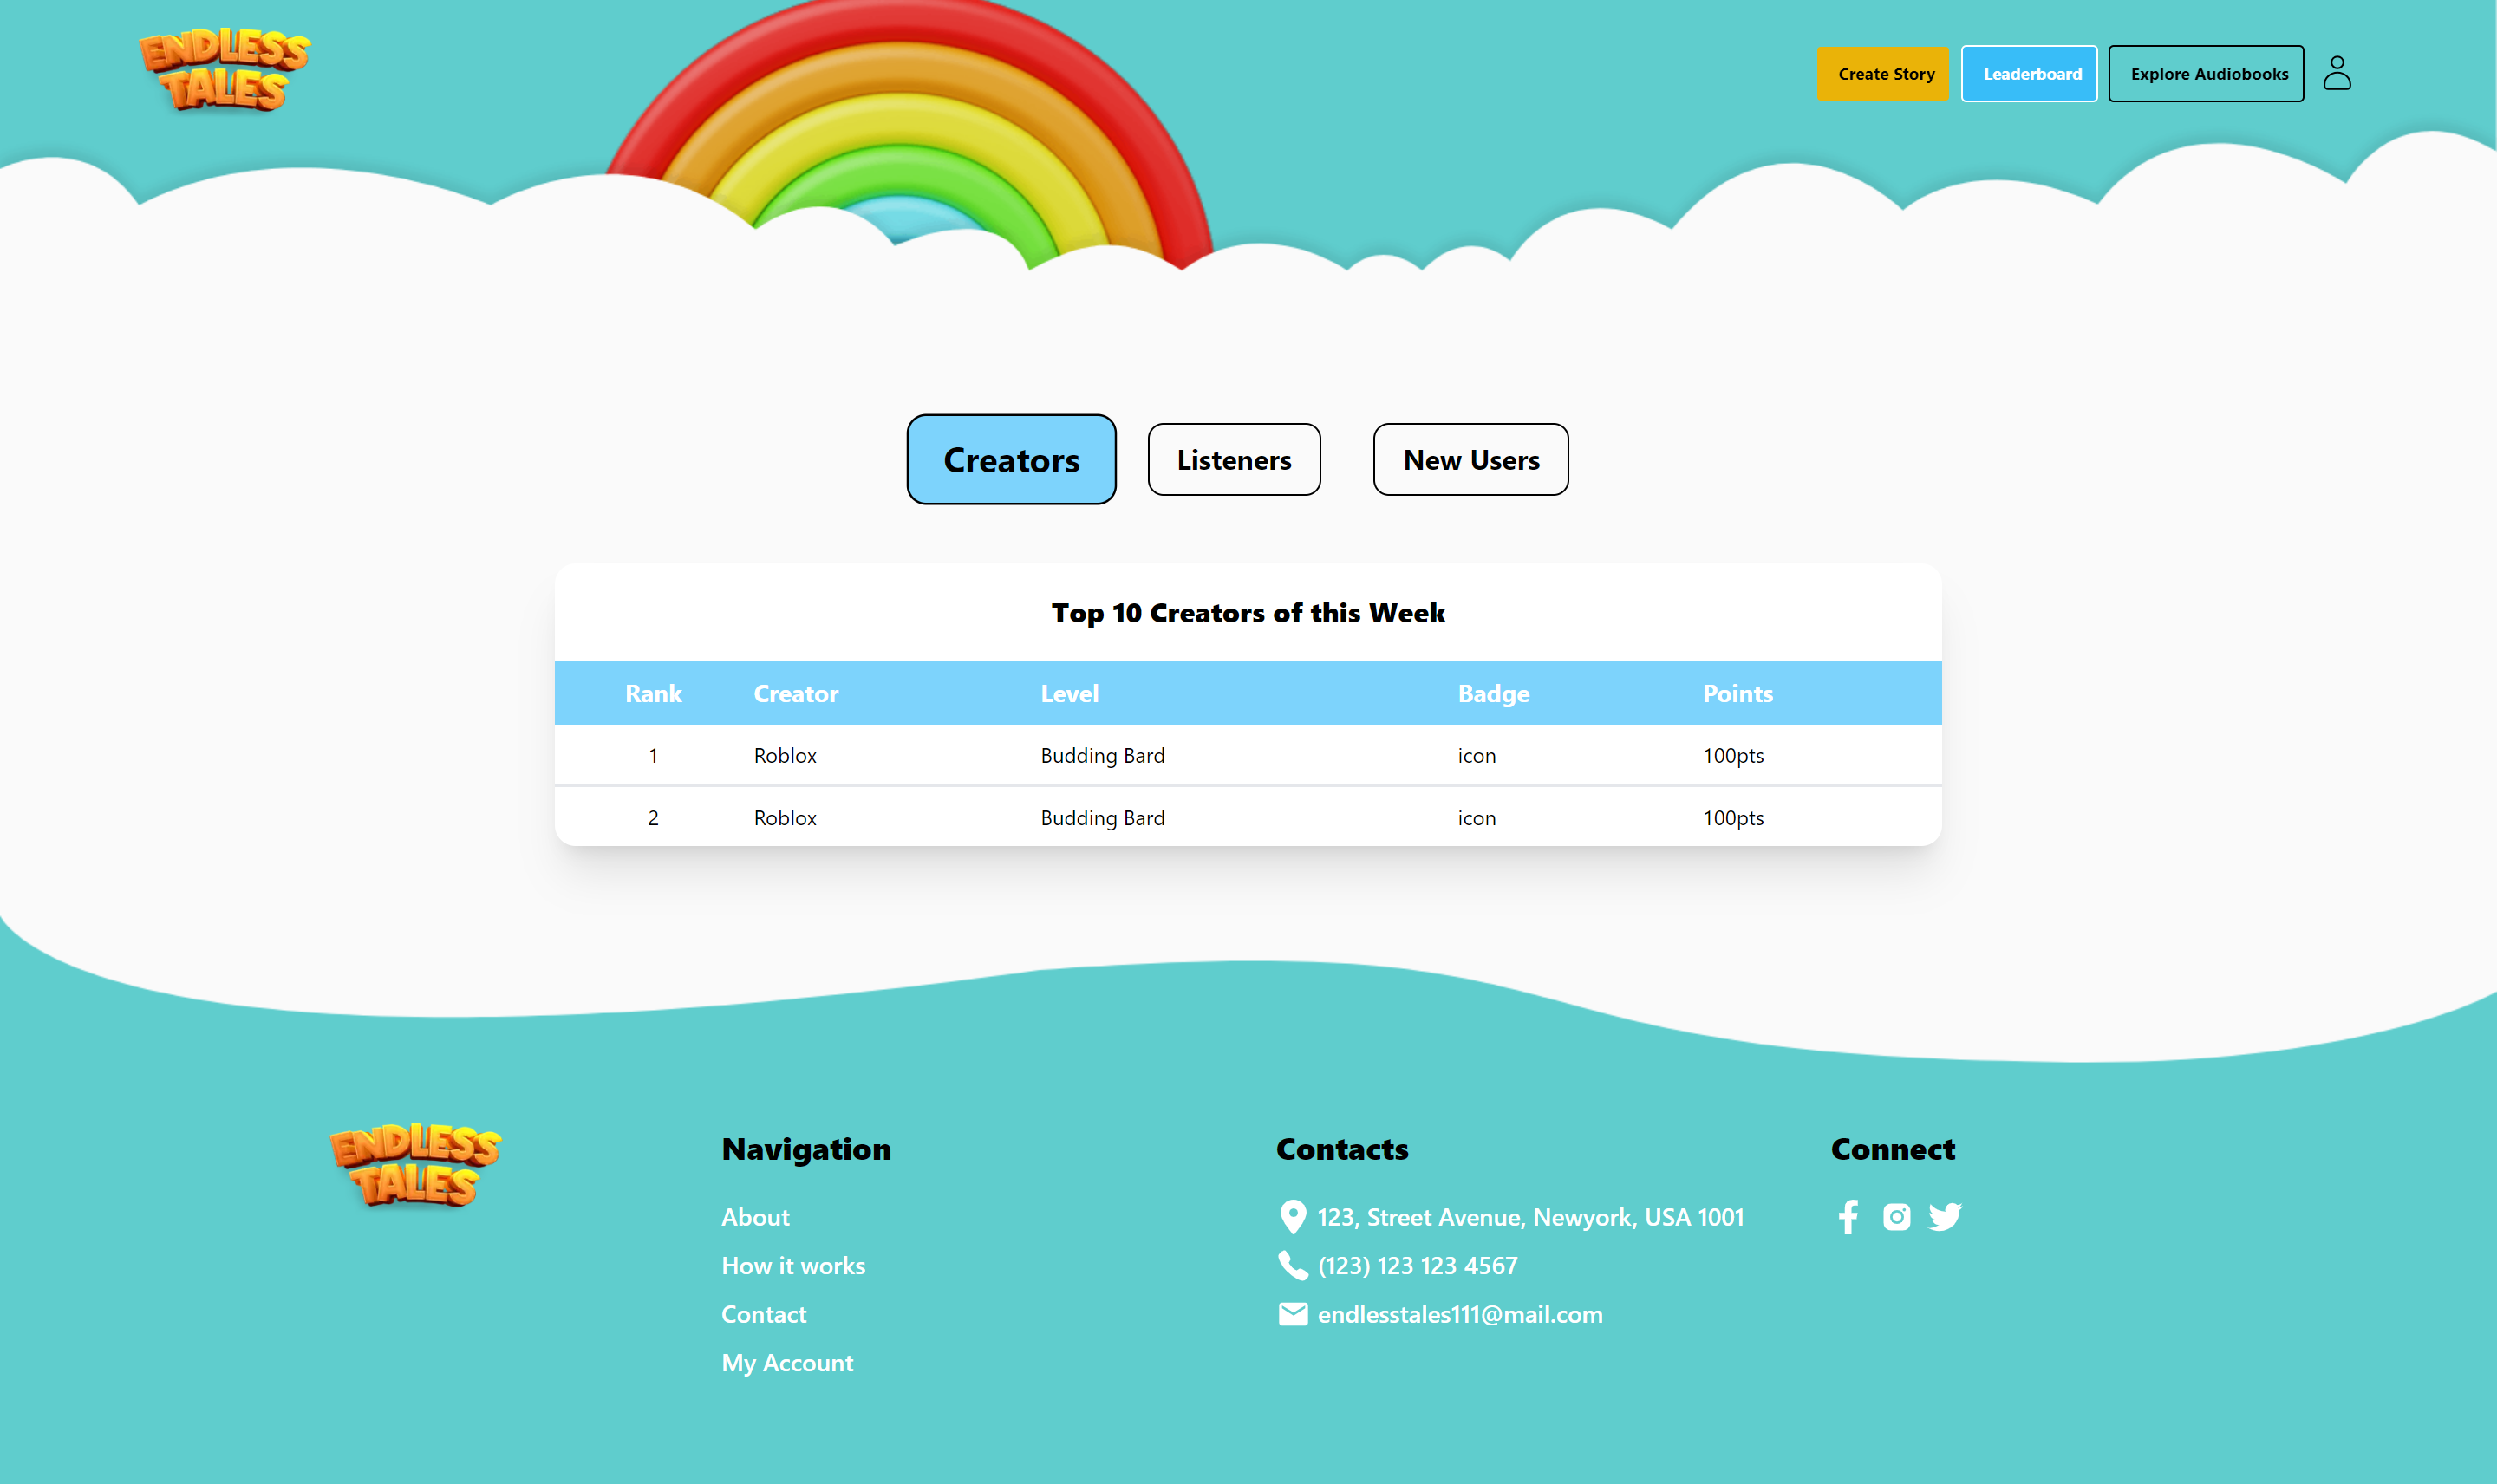 ENDLESS
TALES
Create Story
Leaderboard
Explore Audiobooks
Creators
Listeners
New Users
Top 10 Creators of this Week
Rank Creator Level Badge Points
1 Roblox Budding Bard icon 100pts
2 Roblox Budding Bard icon 100pts
ENDLESS
TALES
Navigation
About
How it works
Contact
My Account
Contacts
123, Street Avenue, Newyork, USA 1001
(123) 123 123 4567
endlesstales111@mail.com
Connect